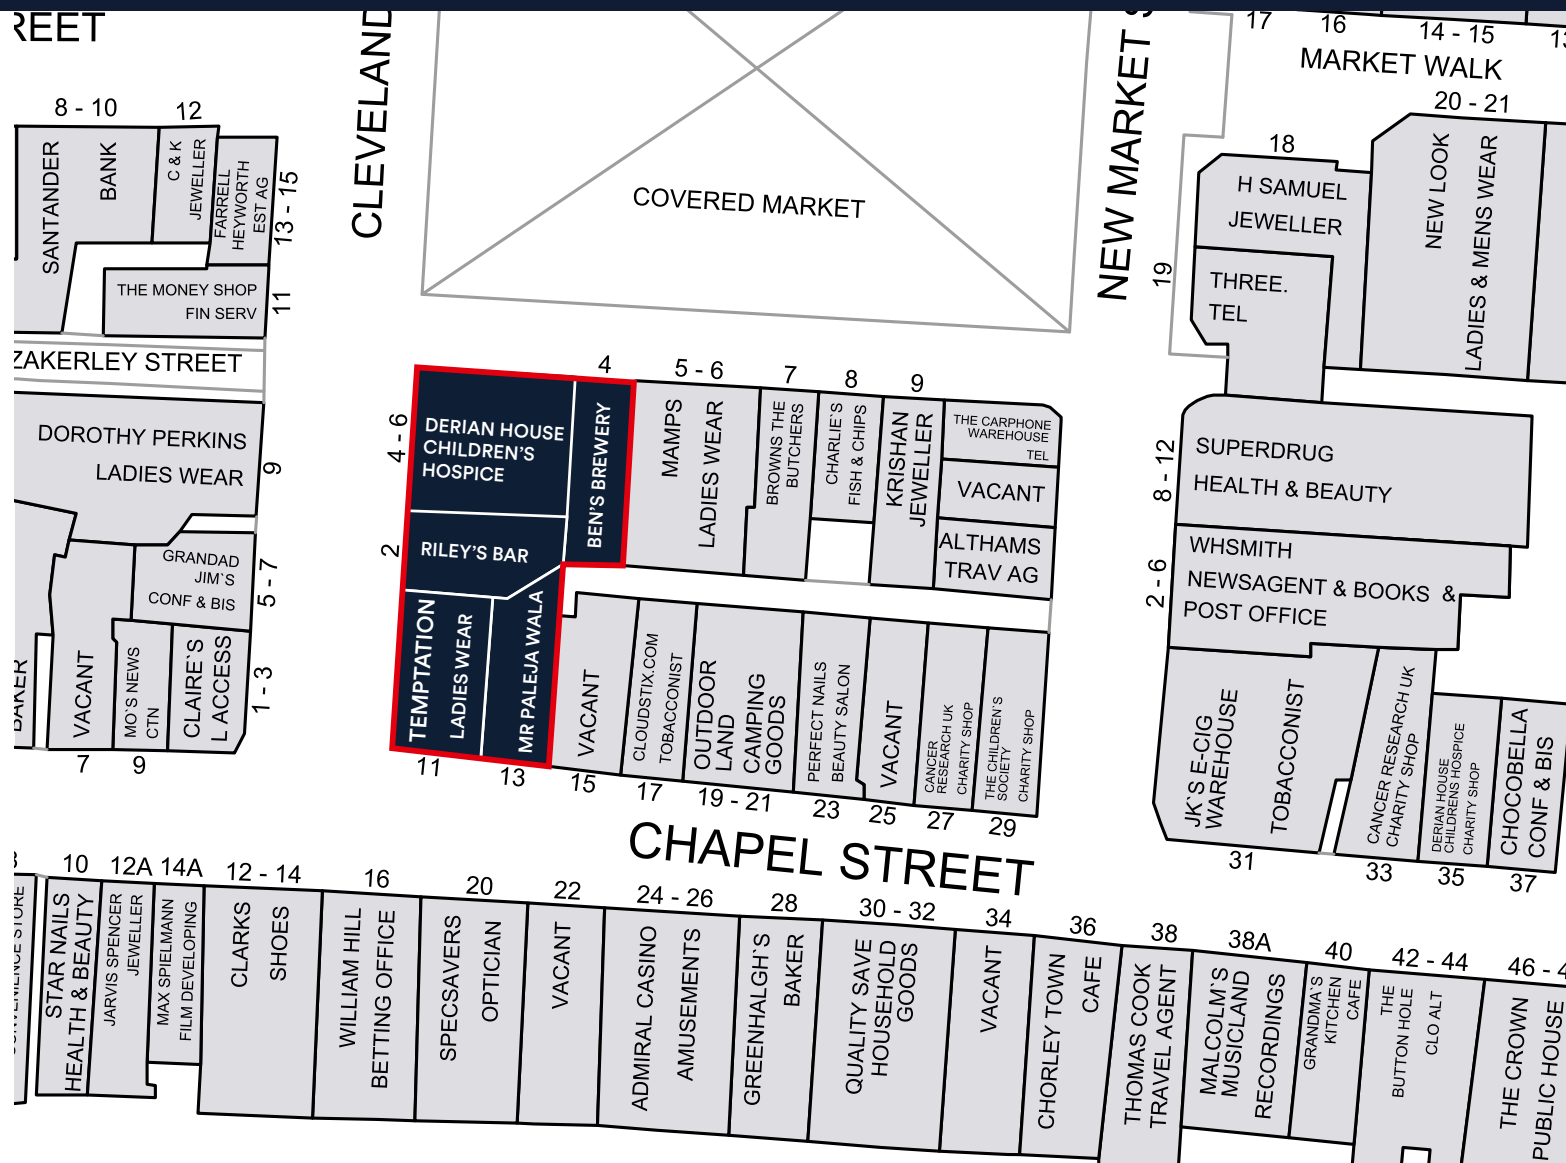 REET
CLEVELAND
NEW MARKET S
17
16
14 - 15
MARKET WALK
20 - 21
8 - 10
12
SANTANDER
BANK
C & K
JEWELLER
FARRELL
HEYWORTH
EST AG
13 - 15
THE MONEY SHOP
FIN SERV
11
ZAKERLEY STREET
COVERED MARKET
18
H SAMUEL
JEWELLER
19
THREE.
TEL
NEW LOOK
LADIES & MENS WEAR
DOROTHY PERKINS
LADIES WEAR
9
GRANDAD
JIM`S
CONF & BIS
5 - 7
BAKER
VACANT
MO`S NEWS
CTN
CLAIRE`S
L ACCESS
1 - 3
7
9
4 - 6
DERIAN HOUSE
CHILDREN'S
HOSPICE
4
BEN'S BREWERY
2
RILEY'S BAR
TEMPTATION
LADIES WEAR
MR PALEJA WALA
11
13
5 - 6
MAMPS
LADIES WEAR
7
BROWNS THE
BUTCHERS
8
CHARLIE`S
FISH & CHIPS
9
KRISHAN
JEWELLER
THE CARPHONE
WAREHOUSE
TEL
VACANT
ALTHAMS
TRAV AG
VACANT
15
CLOUDSTIX.COM
TOBACCONIST
17
OUTDOOR
LAND
CAMPING
GOODS
19 - 21
PERFECT NAILS
BEAUTY SALON
23
VACANT
25
CANCER
RESEARCH UK
CHARITY SHOP
27
THE CHILDREN`S
SOCIETY
CHARITY SHOP
29
8 - 12
SUPERDRUG
HEALTH & BEAUTY
2 - 6
WHSMITH
NEWSAGENT & BOOKS &
POST OFFICE
JK`S E-CIG
WAREHOUSE
TOBACCONIST
31
CANCER RESEARCH UK
CHARITY SHOP
33
DERIAN HOUSE
CHILDRENS HOSPICE
CHARITY SHOP
35
CHOCOBELLA
CONF & BIS
37
CHAPEL STREET
10
STAR NAILS
HEALTH & BEAUTY
12A
JARVIS SPENCER
JEWELLER
14A
MAX SPIELMANN
FILM DEVELOPING
12 - 14
CLARKS
SHOES
16
WILLIAM HILL
BETTING OFFICE
20
SPECSAVERS
OPTICIAN
22
VACANT
24 - 26
ADMIRAL CASINO
AMUSEMENTS
28
GREENHALGH`S
BAKER
30 - 32
QUALITY SAVE
HOUSEHOLD
GOODS
34
VACANT
36
CHORLEY TOWN
CAFE
38
THOMAS COOK
TRAVEL AGENT
38A
MALCOLM`S
MUSICLAND
RECORDINGS
40
GRANDMA`S
KITCHEN
CAFE
42 - 44
THE
BUTTON HOLE
CLO ALT
46 - 4
THE CROWN
PUBLIC HOUSE